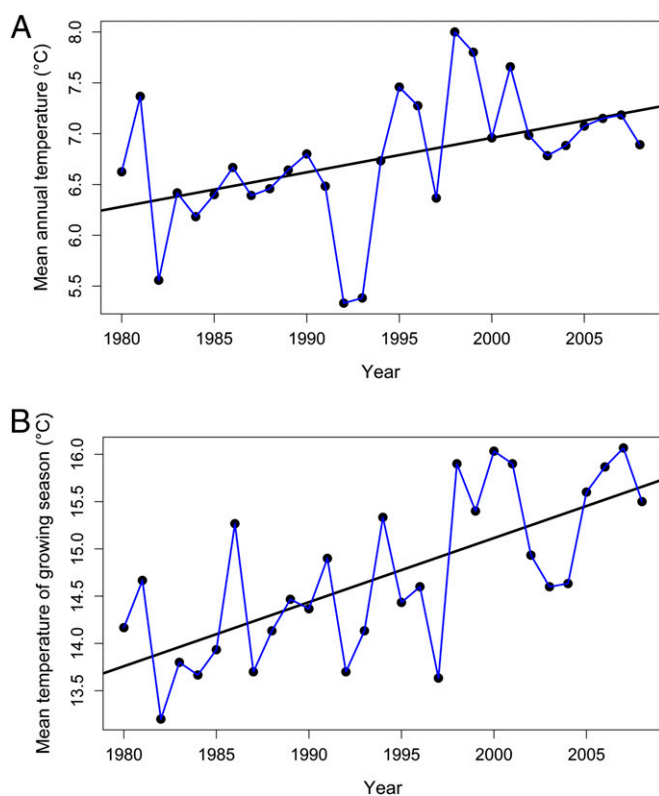 A
Mean annual temperature (°C)
8.0
7.5
7.0
6.5
6.0
5.5
1980 1985 1990 1995 2000 2005
Year
B
Mean temperature of growing season (°C)
16.0
15.5
15.0
14.5
14.0
13.5
1980 1985 1990 1995 2000 2005
Year